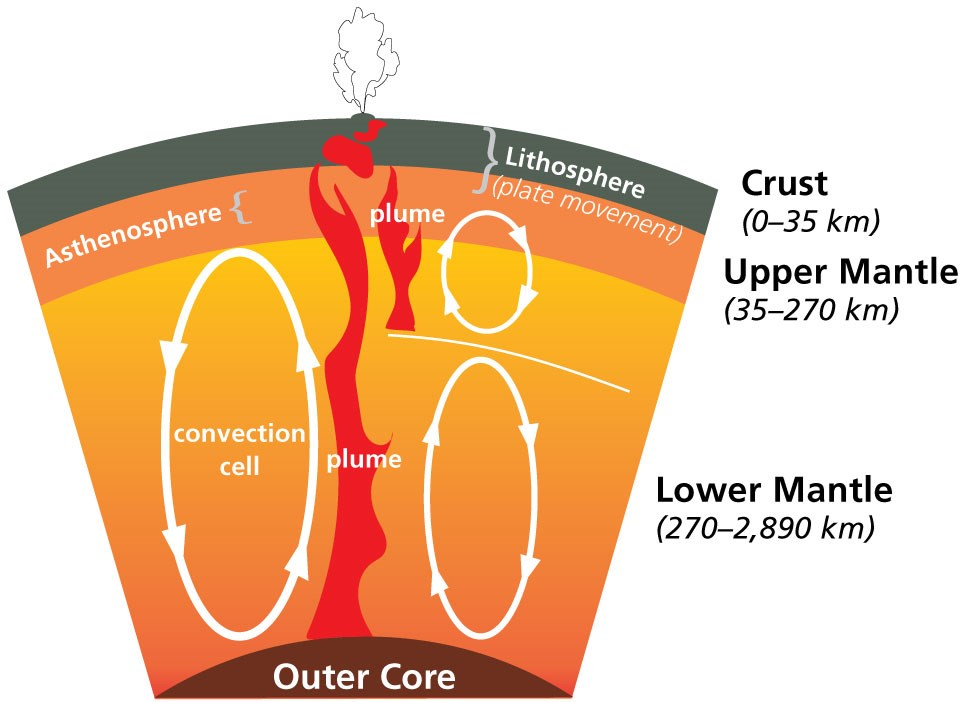 Lithosphere
(plate movement)
Asthenosphere
plume
Crust
(0–35 km)
Upper Mantle
(35–270 km)
convection
cell
plume
Lower Mantle
(270–2,890 km)
Outer Core